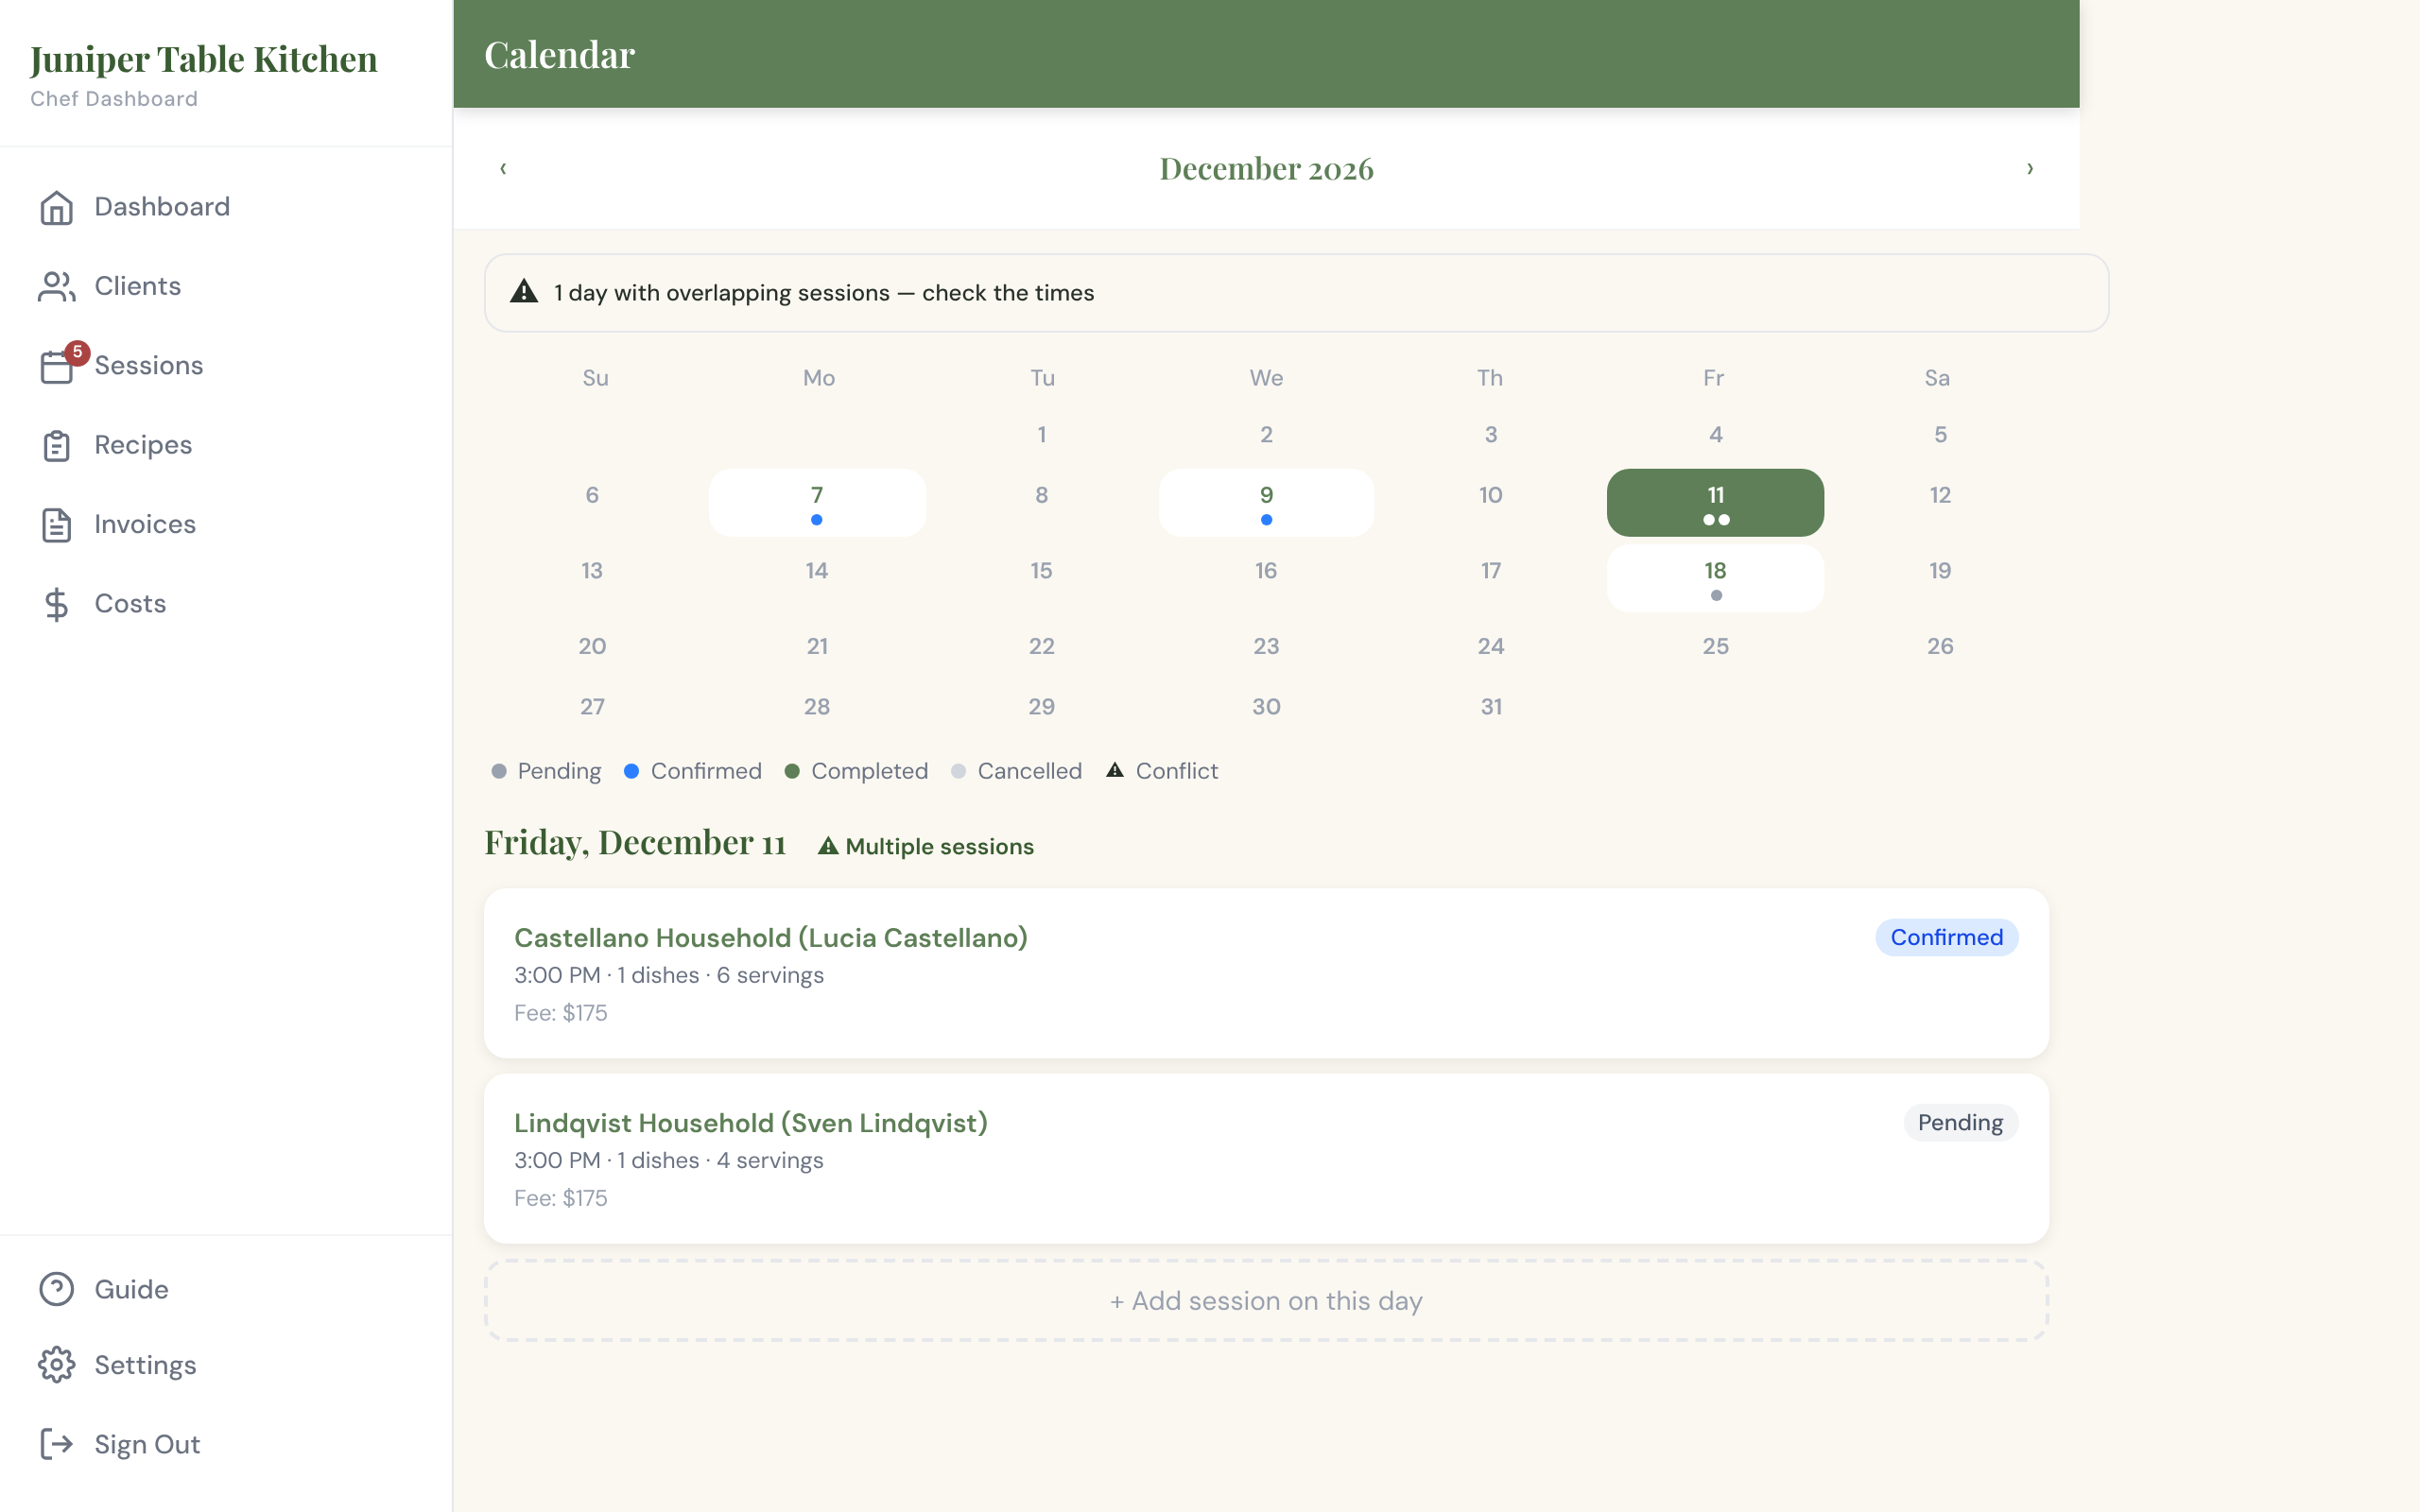 Juniper Table Kitchen
Chef Dashboard
Dashboard
Clients
5
Sessions
Recipes
Invoices
Costs
Guide
Settings
Sign Out
Calendar
‹ December 2026 ›
1 day with overlapping sessions — check the times
Su Mo Tu We Th Fr Sa
1 2 3 4 5
6 7 8 9 10 11 12
13 14 15 16 17 18 19
20 21 22 23 24 25 26
27 28 29 30 31
Pending Confirmed Completed Cancelled Conflict
Friday, December 11 Multiple sessions
Castellano Household (Lucia Castellano) Confirmed
3:00 PM · 1 dishes · 6 servings
Fee: $175
Lindqvist Household (Sven Lindqvist) Pending
3:00 PM · 1 dishes · 4 servings
Fee: $175
+ Add session on this day